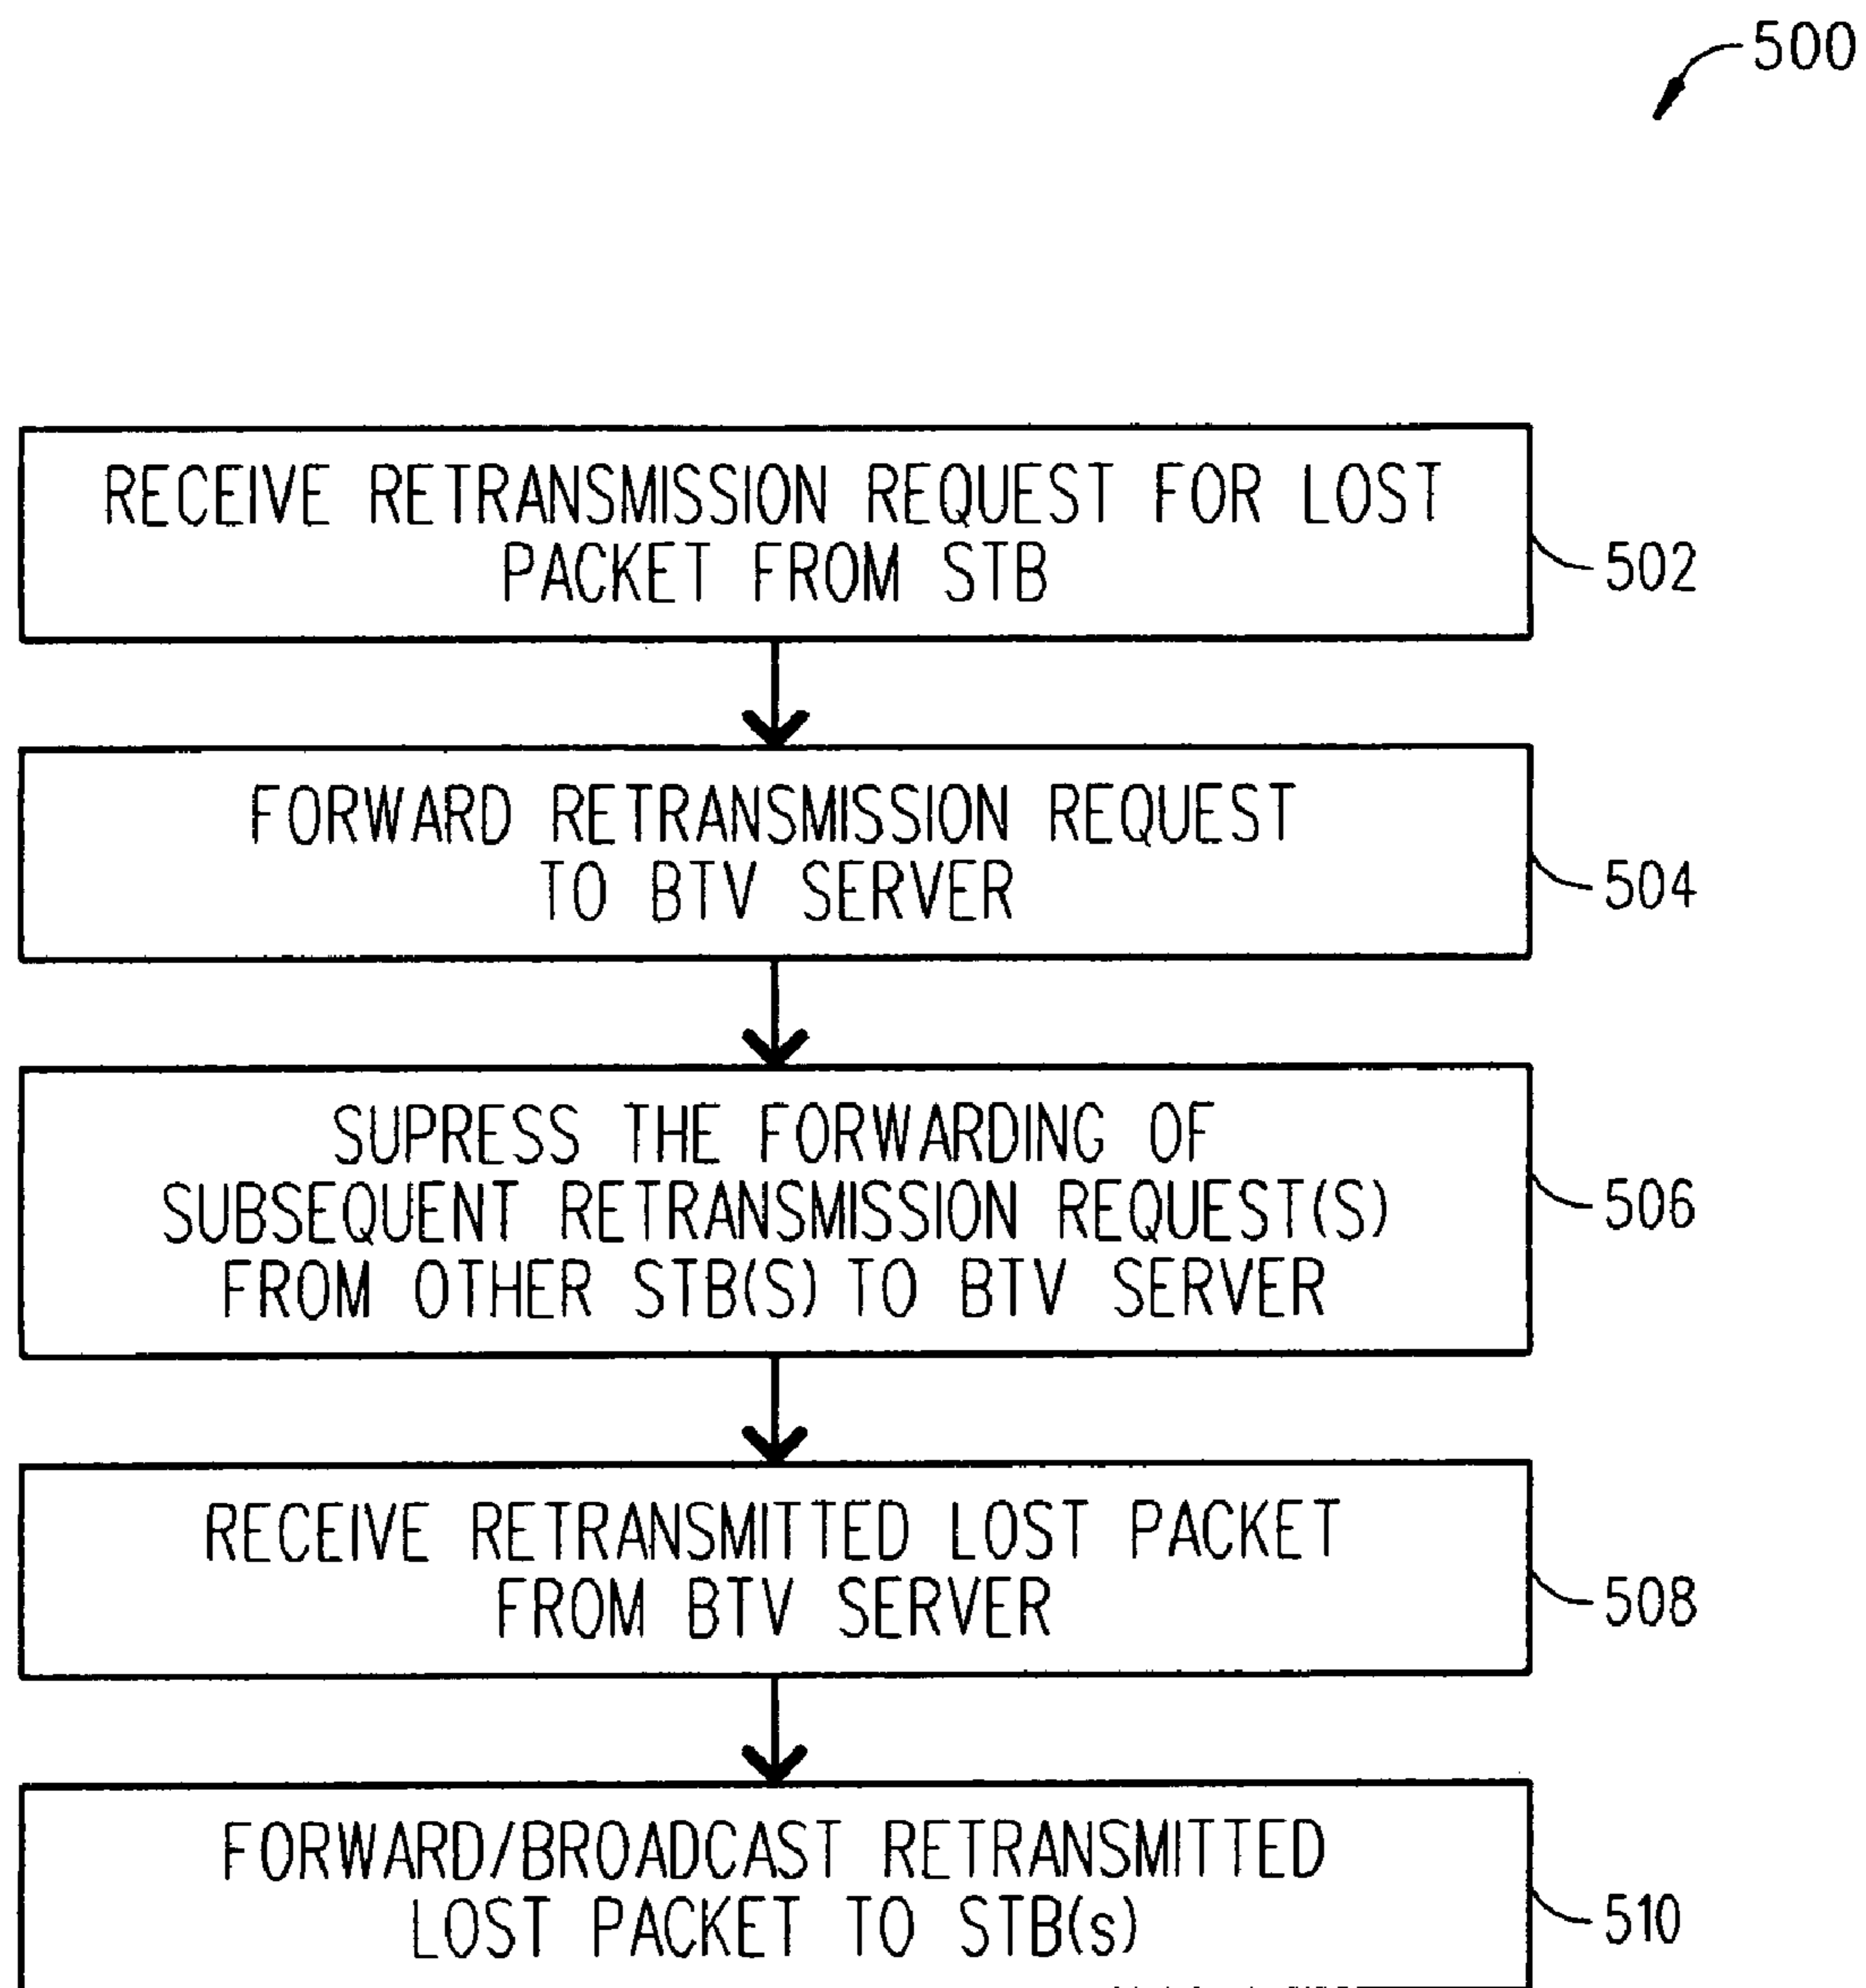 500
RECEIVE RETRANSMISSION REQUEST FOR LOST
PACKET FROM STB
502
FORWARD RETRANSMISSION REQUEST
TO BTV SERVER
504
SUPRESS THE FORWARDING OF
SUBSEQUENT RETRANSMISSION REQUEST(S)
FROM OTHER STB(S) TO BTV SERVER
506
RECEIVE RETRANSMITTED LOST PACKET
FROM BTV SERVER
508
FORWARD/BROADCAST RETRANSMITTED
LOST PACKET TO STB(s)
510